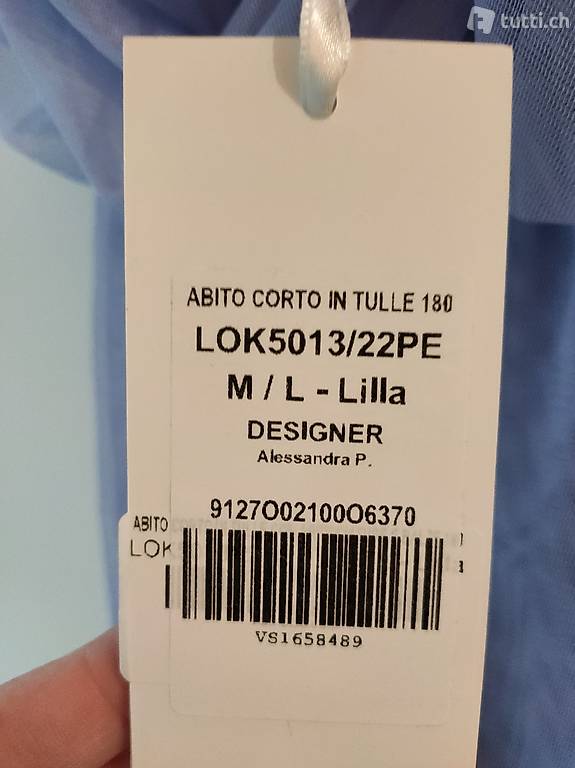 tutti.ch
ABITO CORTO IN TULLE 180
LOK5013/22PE
M / L - Lilla
DESIGNER
Alessandra P.
9127O02100O6370
ABITO
LOK
VS1658489